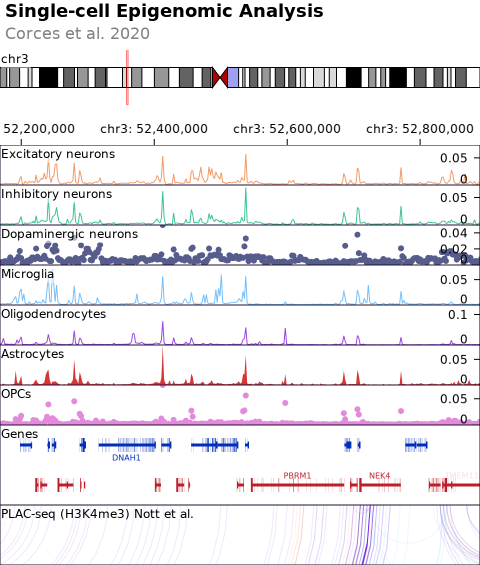 Single-cell Epigenomic Analysis
Corces et al. 2020
chr3
52,200,000 chr3: 52,400,000 chr3: 52,600,000 chr3: 52,800,000
Excitatory neurons 0.05
0
Inhibitory neurons 0.05
0
Dopaminergic neurons 0.04
0.02
0
Microglia 0.05
0
Oligodendrocytes 0.1
0
Astrocytes 0.05
0
OPCs 0.05
0
Genes
DNAH1
PBRM1 NEK4 TMEM110
PLAC-seq (H3K4me3) Nott et al.